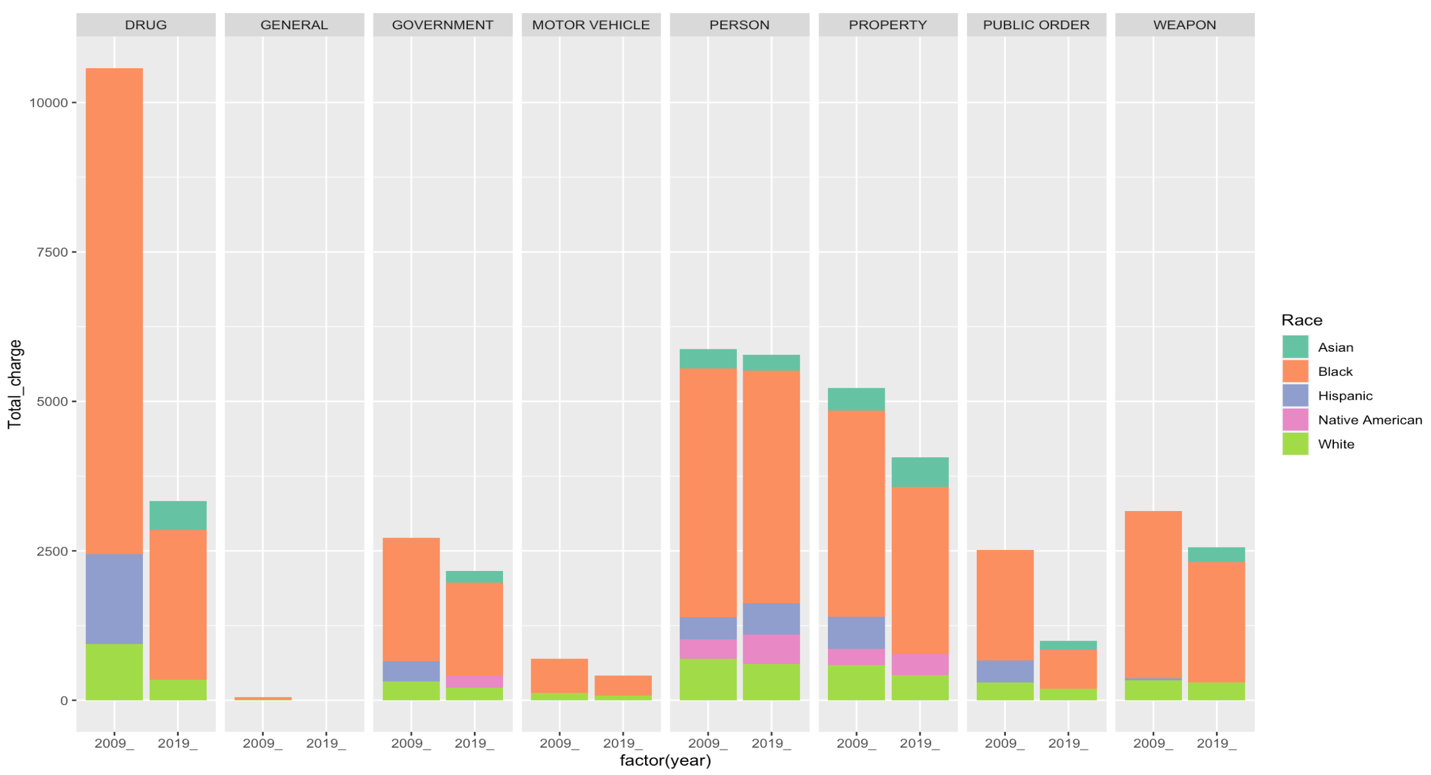 DRUG GENERAL GOVERNMENT MOTOR VEHICLE PERSON PROPERTY PUBLIC ORDER WEAPON
10000
7500
5000
2500
0
Total_charge
2009_ 2019_ 2009_ 2019_ 2009_ 2019_ 2009_ 2019_ 2009_ 2019_ 2009_ 2019_ 2009_ 2019_ 2009_ 2019_
factor(year)
Race
Asian
Black
Hispanic
Native American
White